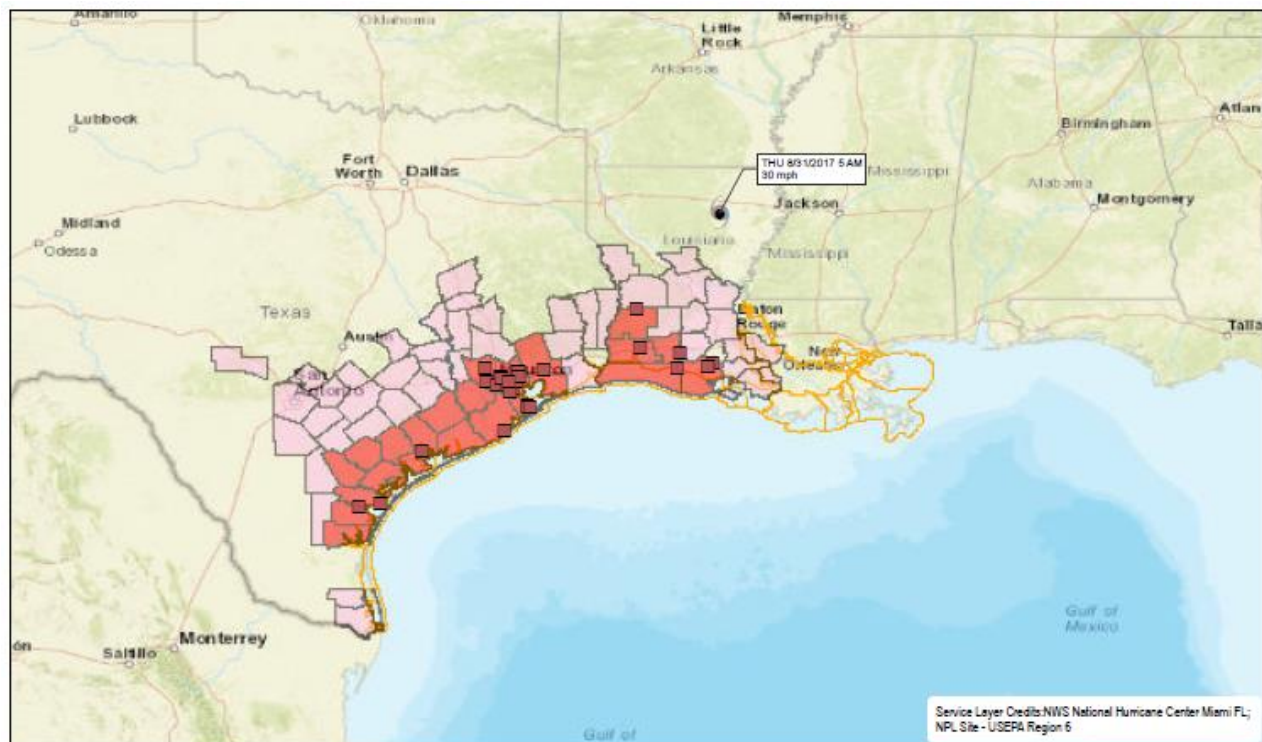 Amarillo
Oklahoma
Memphis
Little
Rock
Arkansas
Lubbock
Atlan
Birmingham
Fort
Worth
Dallas
THU 8/31/2017 5 AM
30 mph
Mississippi
Alabama
Jackson
Montgomery
Midland
Odessa
Louisiana
Mississippi
Texas
Baton
Rouge
Austin
New
Orleans
Talla
San
Antonio
Gulf of
Mexico
Monterrey
Saltillo
ón
Service Layer Credits:NWS National Hurricane Center Miami FL;
NPL Site - USEPA Region 6
Gulf of